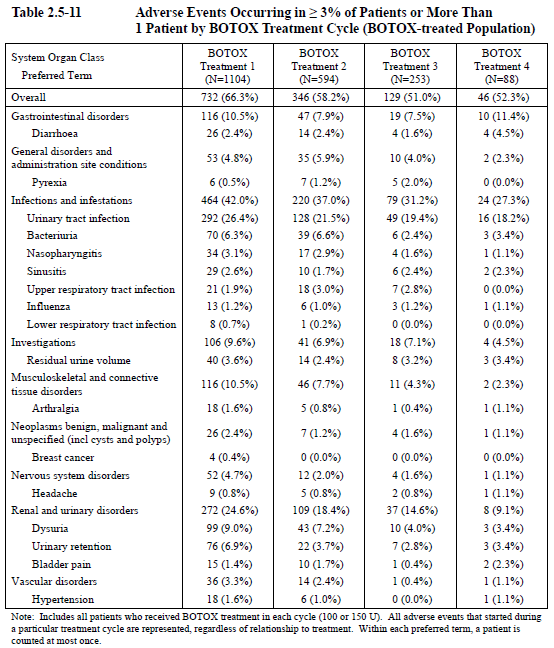 Table 2.5-11 Adverse Events Occurring in ≥ 3% of Patients or More Than
1 Patient by BOTOX Treatment Cycle (BOTOX-treated Population)
System Organ Class
Preferred Term
BOTOX
Treatment 1
(N=1104)
BOTOX
Treatment 2
(N=594)
BOTOX
Treatment 3
(N=253)
BOTOX
Treatment 4
(N=88)
Overall 732 (66.3%) 346 (58.2%) 129 (51.0%) 46 (52.3%)
Gastrointestinal disorders 116 (10.5%) 47 (7.9%) 19 (7.5%) 10 (11.4%)
Diarrhoea 26 (2.4%) 14 (2.4%) 4 (1.6%) 4 (4.5%)
General disorders and
administration site conditions 53 (4.8%) 35 (5.9%) 10 (4.0%) 2 (2.3%)
Pyrexia 6 (0.5%) 7 (1.2%) 5 (2.0%) 0 (0.0%)
Infections and infestations 464 (42.0%) 220 (37.0%) 79 (31.2%) 24 (27.3%)
Urinary tract infection 292 (26.4%) 128 (21.5%) 49 (19.4%) 16 (18.2%)
Bacteriuria 70 (6.3%) 39 (6.6%) 6 (2.4%) 3 (3.4%)
Nasopharyngitis 34 (3.1%) 17 (2.9%) 4 (1.6%) 1 (1.1%)
Sinusitis 29 (2.6%) 10 (1.7%) 6 (2.4%) 2 (2.3%)
Upper respiratory tract infection 21 (1.9%) 18 (3.0%) 7 (2.8%) 0 (0.0%)
Influenza 13 (1.2%) 6 (1.0%) 3 (1.2%) 1 (1.1%)
Lower respiratory tract infection 8 (0.7%) 1 (0.2%) 0 (0.0%) 0 (0.0%)
Investigations 106 (9.6%) 41 (6.9%) 18 (7.1%) 4 (4.5%)
Residual urine volume 40 (3.6%) 14 (2.4%) 8 (3.2%) 3 (3.4%)
Musculoskeletal and connective
tissue disorders 116 (10.5%) 46 (7.7%) 11 (4.3%) 2 (2.3%)
Arthralgia 18 (1.6%) 5 (0.8%) 1 (0.4%) 1 (1.1%)
Neoplasms benign, malignant and
unspecified (incl cysts and polyps) 26 (2.4%) 7 (1.2%) 4 (1.6%) 1 (1.1%)
Breast cancer 4 (0.4%) 0 (0.0%) 0 (0.0%) 0 (0.0%)
Nervous system disorders 52 (4.7%) 12 (2.0%) 4 (1.6%) 1 (1.1%)
Headache 9 (0.8%) 5 (0.8%) 2 (0.8%) 1 (1.1%)
Renal and urinary disorders 272 (24.6%) 109 (18.4%) 37 (14.6%) 8 (9.1%)
Dysuria 99 (9.0%) 43 (7.2%) 10 (4.0%) 3 (3.4%)
Urinary retention 76 (6.9%) 22 (3.7%) 7 (2.8%) 3 (3.4%)
Bladder pain 15 (1.4%) 10 (1.7%) 1 (0.4%) 2 (2.3%)
Vascular disorders 36 (3.3%) 14 (2.4%) 1 (0.4%) 1 (1.1%)
Hypertension 18 (1.6%) 6 (1.0%) 0 (0.0%) 1 (1.1%)
Note: Includes all patients who received BOTOX treatment in each cycle (100 or 150 U). All adverse events that started during
a particular treatment cycle are represented, regardless of relationship to treatment. Within each preferred term, a patient is
counted at most once.